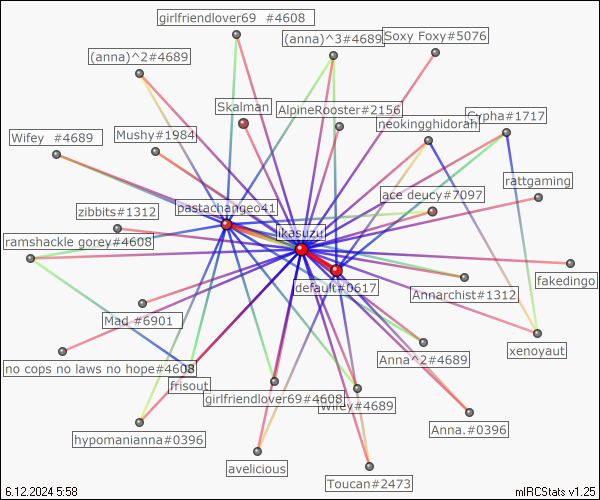 girlfriendlover69 #4608
(anna)^3#4689
Soxy Foxy#5076
(anna)^2#4689
Skalman
AlpineRooster#2156
Cypha#1717
neokingghidorah
Mushy#1984
Wifey #4689
rattgaming
ace deucy#7097
pastachangeo41
zibbits#1312
ikasuzu
ramshackle gorey#4608
fakedingo
default#0617
Annarchist#1312
Mad #6901
xenoyaut
Anna^2#4689
no cops no laws no hope#4608
frisout
girlfriendlover69#4608
Wifey#4689
Anna.#0396
hypomanianna#0396
avelicious
Toucan#2473
6.12.2024 5:58
mIRCStats v1.25